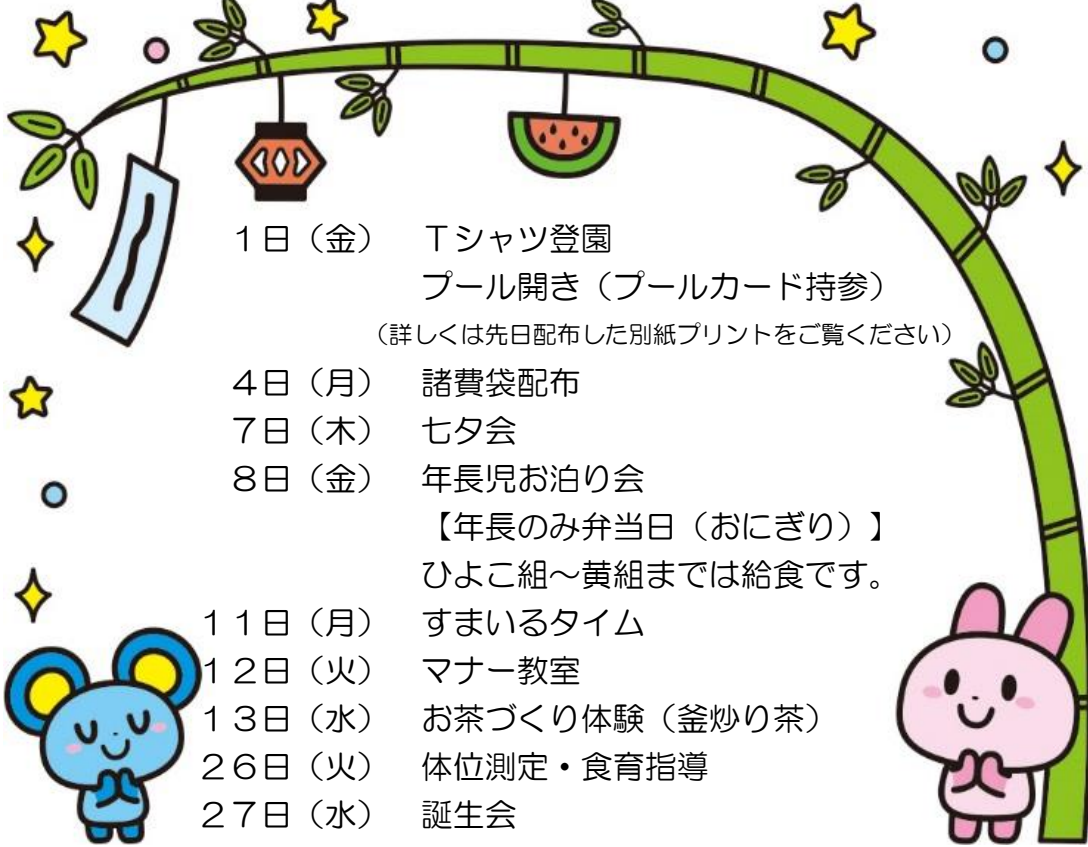 1日（金）　Ｔシャツ登園
プール開き（プールカード持参）
（詳しくは先日配布した別紙プリントをご覧ください）
4日（月）　諸費袋配布
7日（木）　七夕会
8日（金）　年長児お泊り会
【年長のみ弁当日（おにぎり）】
ひよこ組～黄組までは給食です。
11日（月）　すまいるタイム
12日（火）　マナー教室
13日（水）　お茶づくり体験（釜炒り茶）
26日（火）　体位測定・食育指導
27日（水）　誕生会